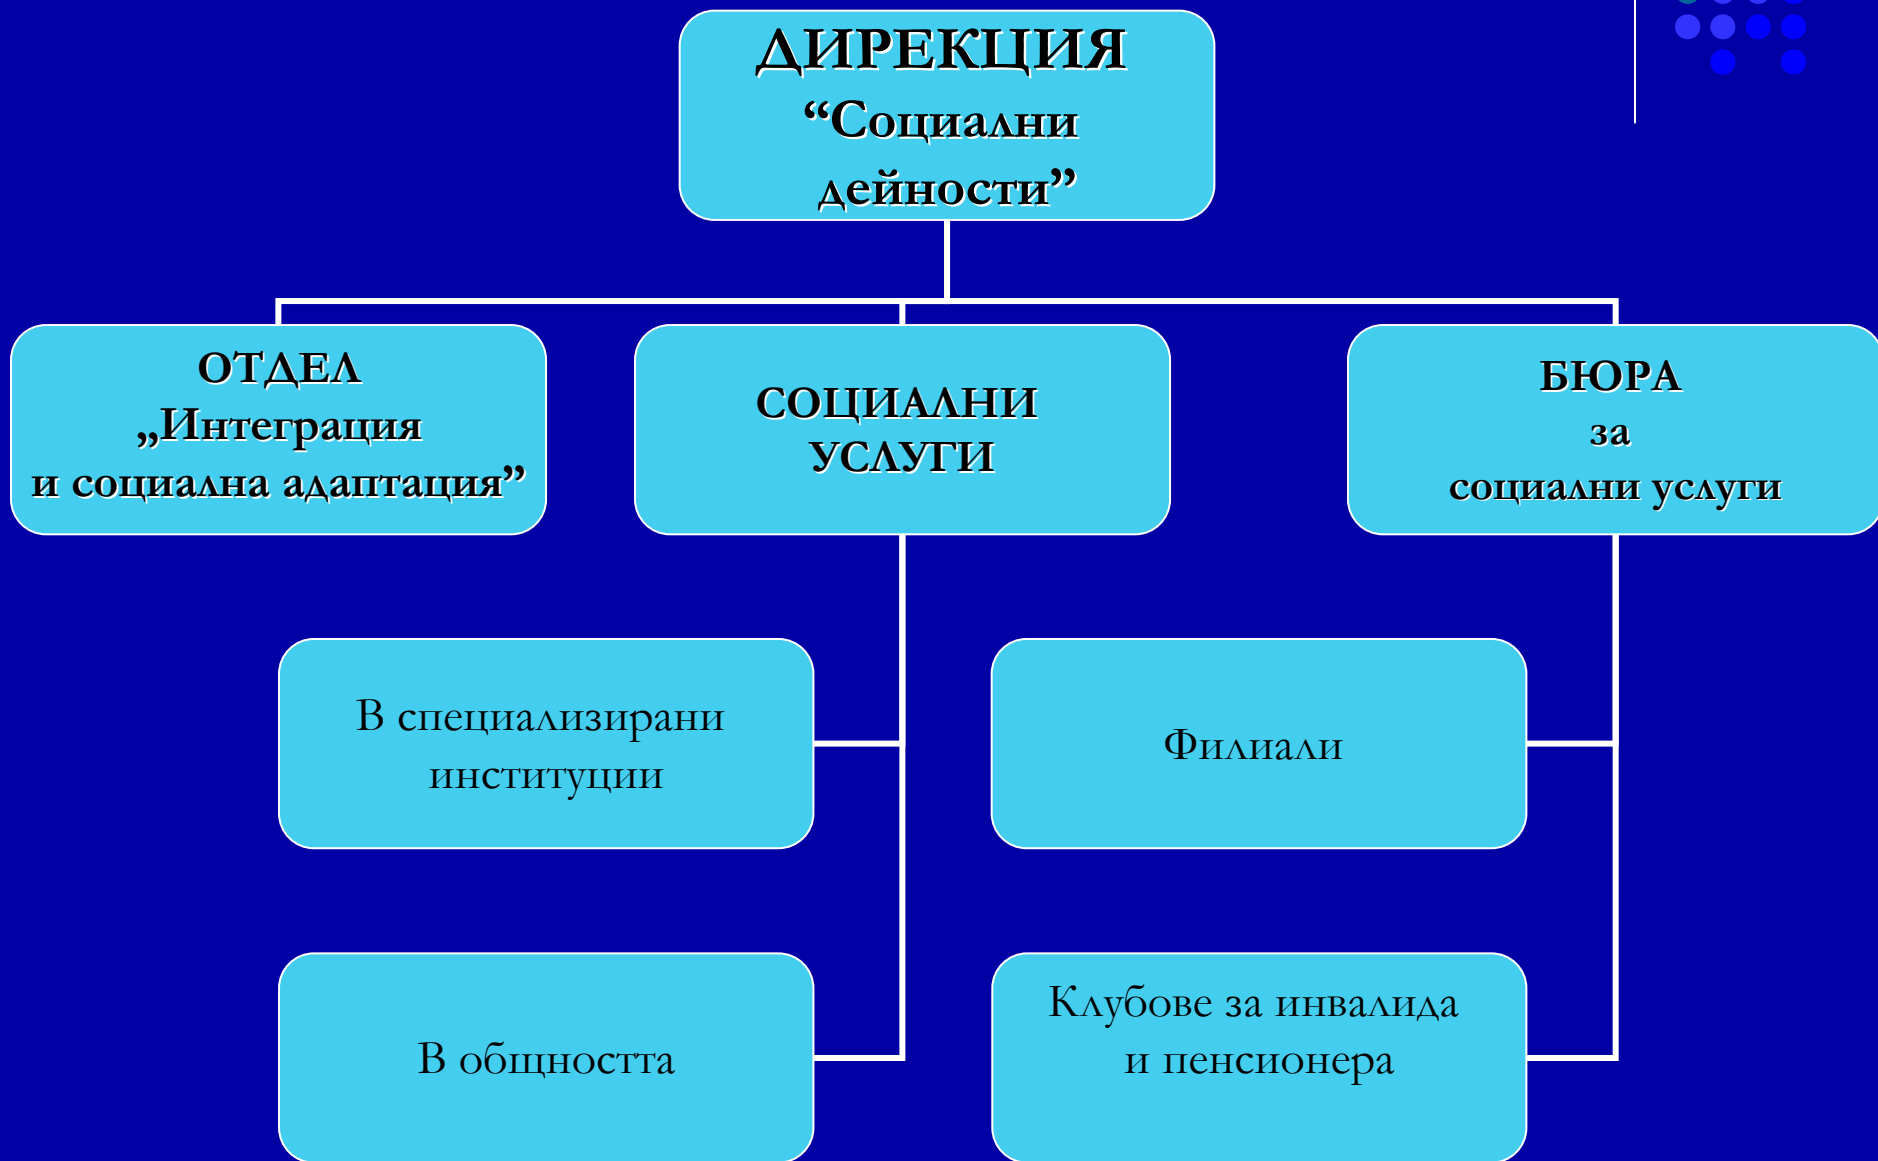 ДИРЕКЦИЯ
“Социални
дейности”
ОТДЕЛ
„Интеграция
и социална адаптация”
СОЦИАЛНИ
УСЛУГИ
БЮРА
за
социални услуги
В специализирани
институции
Филиали
В общността
Клубове за инвалида
и пенсионера